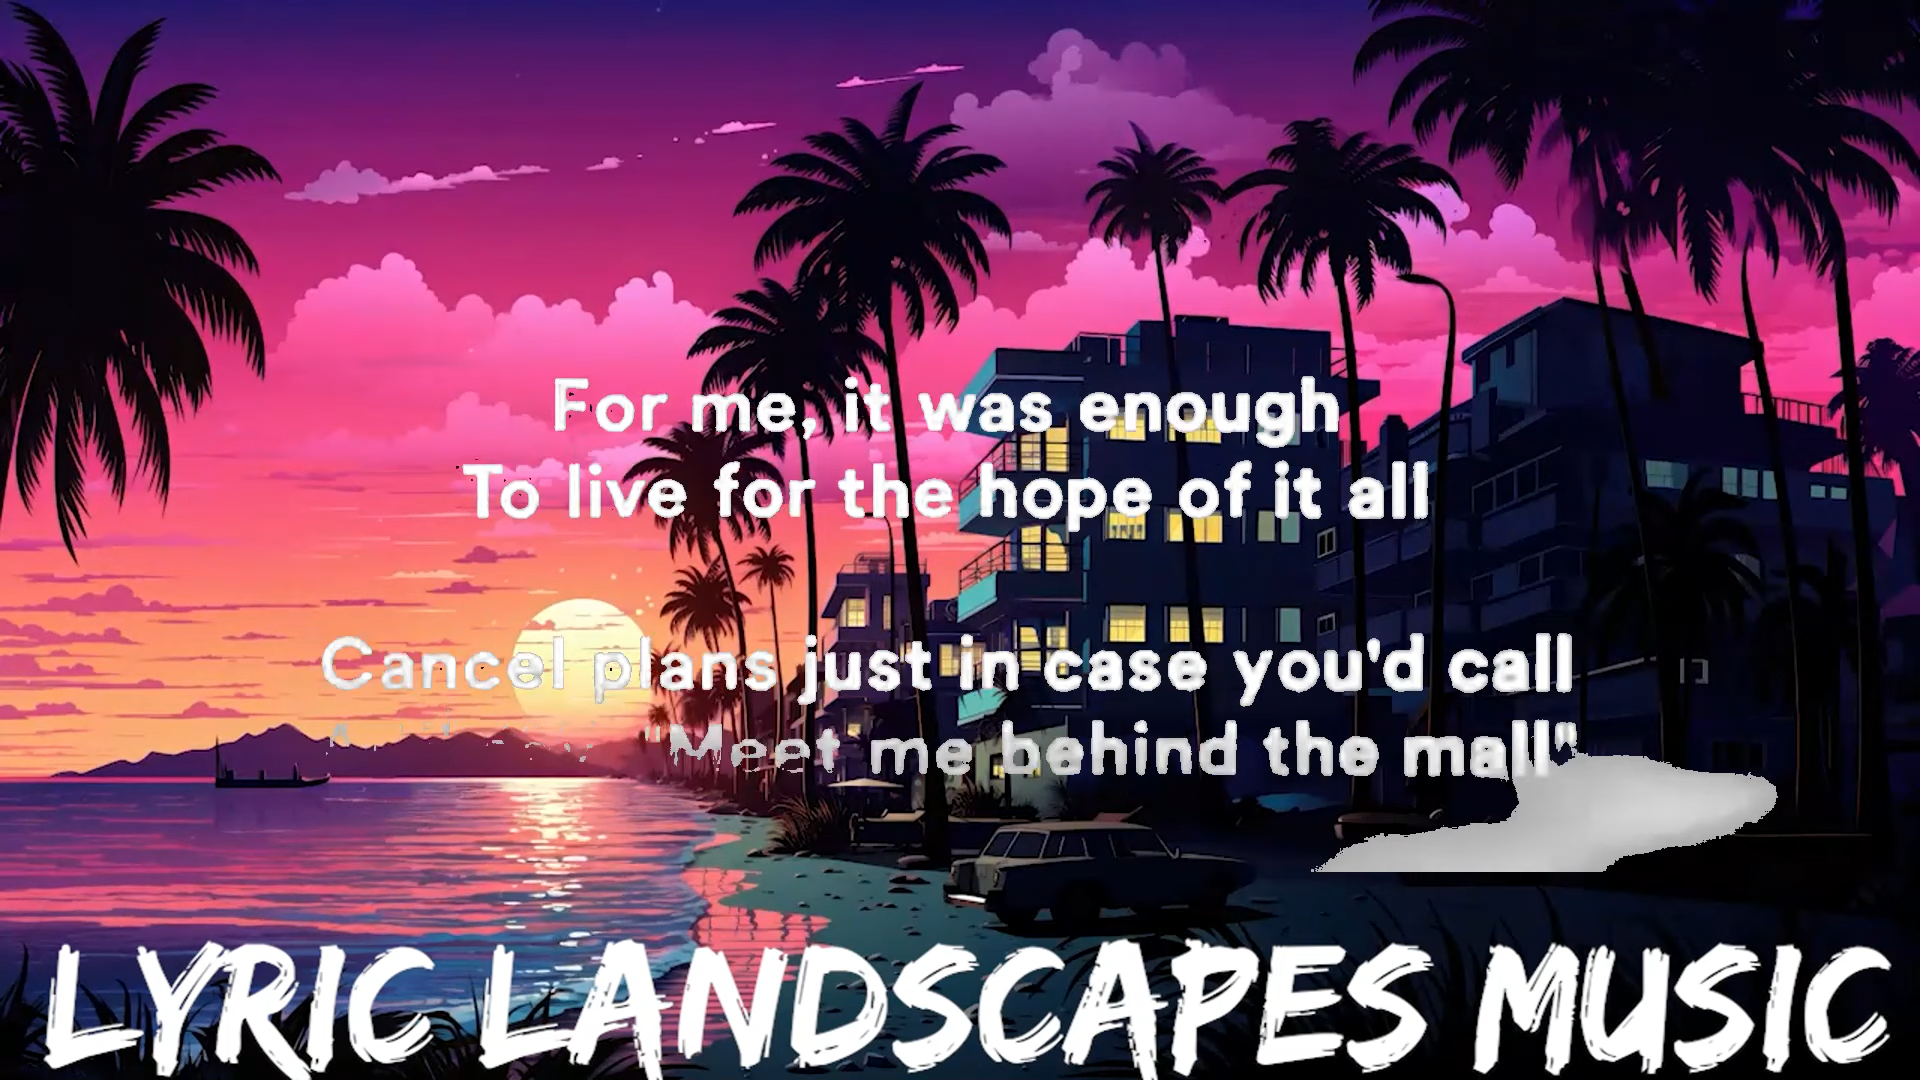 For me, it was enough
To live for the hope of it all
Cancel plans just in case you'd call
"Meet me behind the mall"
LYRIC LANDSCAPES MUSIC